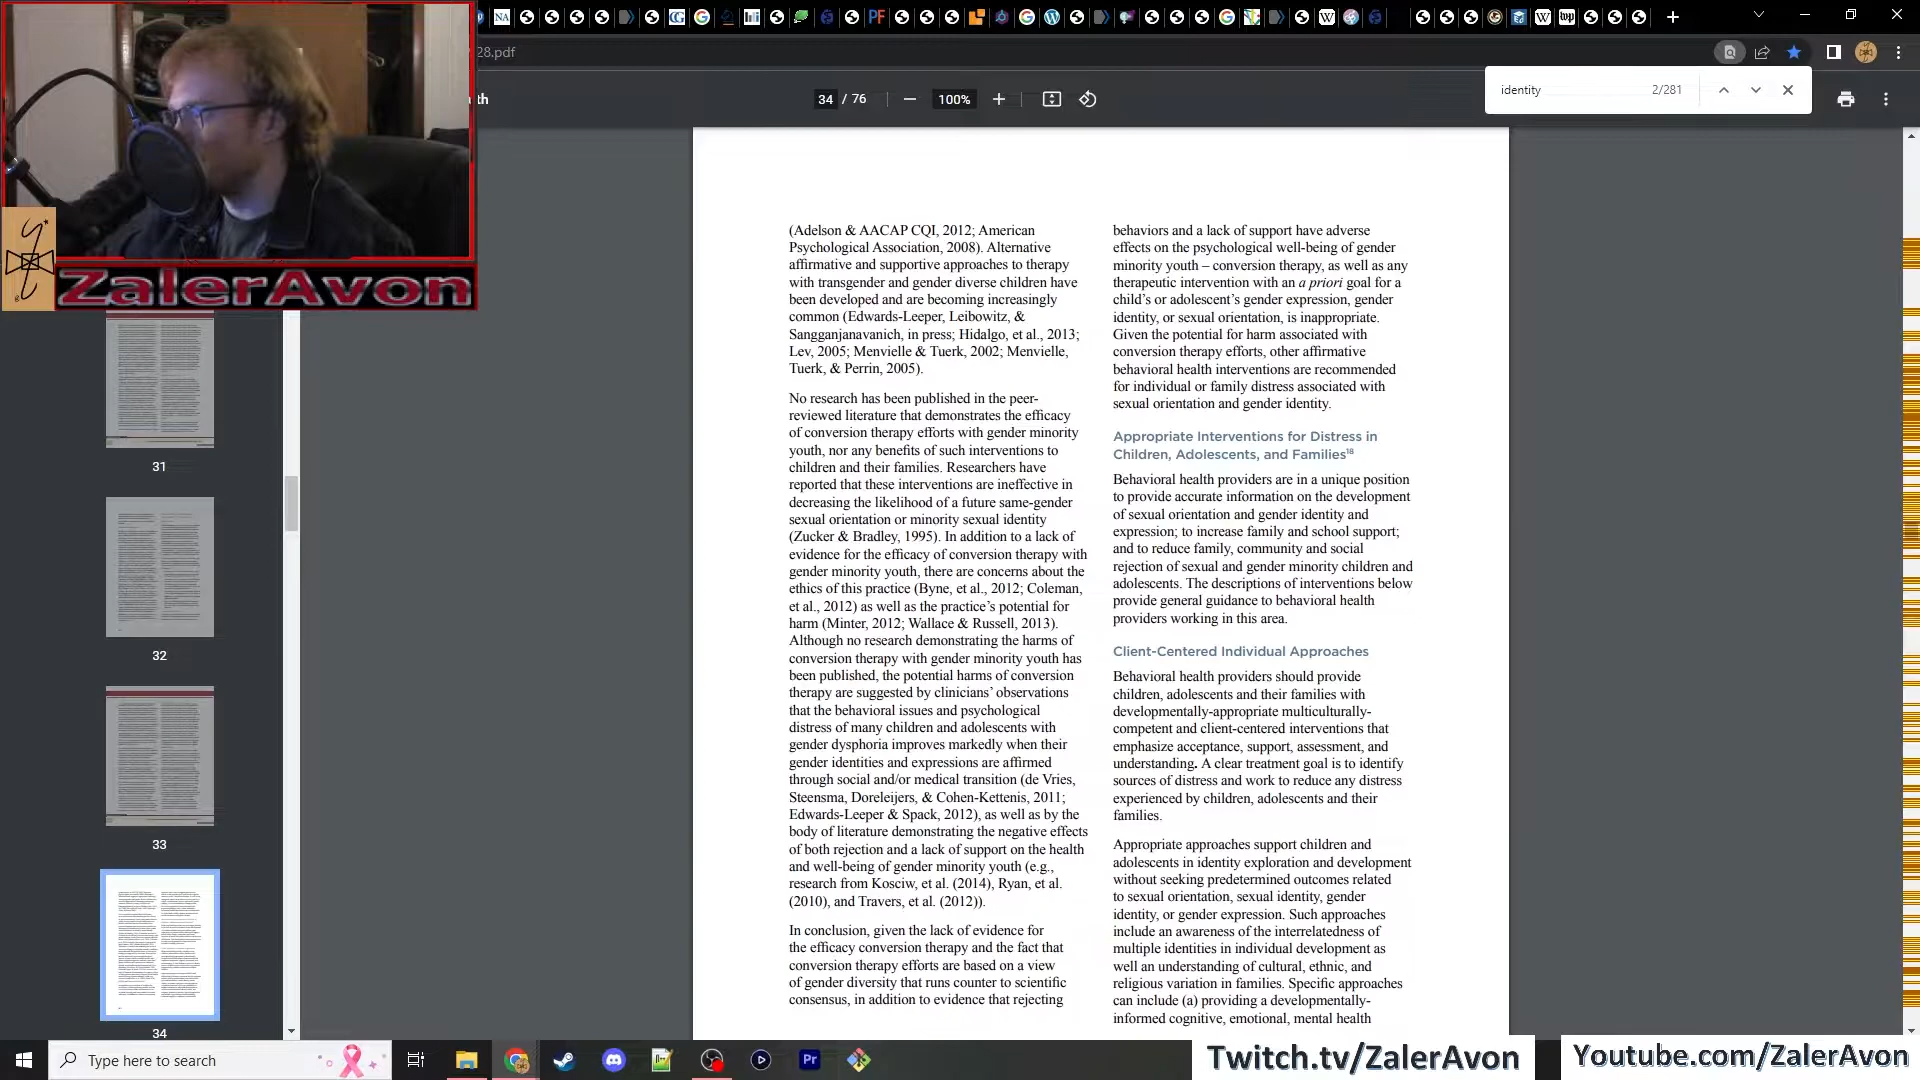 28.pdf
th
34 / 76
100%
identity
2/281
ZalerAvon
31
32
33
34
(Adelson & AACAP CQI, 2012; American
Psychological Association, 2008). Alternative
affirmative and supportive approaches to therapy
with transgender and gender diverse children have
been developed and are becoming increasingly
common (Edwards-Leeper, Leibowitz, &
Sangganjanavanich, in press; Hidalgo, et al., 2013;
Lev, 2005; Menvielle & Tuerk, 2002; Menvielle,
Tuerk, & Perrin, 2005).
No research has been published in the peer-
reviewed literature that demonstrates the efficacy
of conversion therapy efforts with gender minority
youth, nor any benefits of such interventions to
children and their families. Researchers have
reported that these interventions are ineffective in
decreasing the likelihood of a future same-gender
sexual orientation or minority sexual identity
(Zucker & Bradley, 1995). In addition to a lack of
evidence for the efficacy of conversion therapy with
gender minority youth, there are concerns about the
ethics of this practice (Byne, et al., 2012; Coleman,
et al., 2012) as well as the practice's potential for
harm (Minter, 2012; Wallace & Russell, 2013).
Although no research demonstrating the harms of
conversion therapy with gender minority youth has
been published, the potential harms of conversion
therapy are suggested by clinicians' observations
that the behavioral issues and psychological
distress of many children and adolescents with
gender dysphoria improves markedly when their
gender identities and expressions are affirmed
through social and/or medical transition (de Vries,
Steensma, Doreleijers, & Cohen-Kettenis, 2011;
Edwards-Leeper & Spack, 2012), as well as by the
body of literature demonstrating the negative effects
of both rejection and a lack of support on the health
and well-being of gender minority youth (e.g.,
research from Kosciw, et al. (2014), Ryan, et al.
(2010), and Travers, et al. (2012)).
In conclusion, given the lack of evidence for
the efficacy conversion therapy and the fact that
conversion therapy efforts are based on a view
of gender diversity that runs counter to scientific
consensus, in addition to evidence that rejecting
behaviors and a lack of support have adverse
effects on the psychological well-being of gender
minority youth – conversion therapy, as well as any
therapeutic intervention with an a priori goal for a
child's or adolescent's gender expression, gender
identity, or sexual orientation, is inappropriate.
Given the potential for harm associated with
conversion therapy efforts, other affirmative
behavioral health interventions are recommended
for individual or family distress associated with
sexual orientation and gender identity.
Appropriate Interventions for Distress in
Children, Adolescents, and Families18
Behavioral health providers are in a unique position
to provide accurate information on the development
of sexual orientation and gender identity and
expression; to increase family and school support;
and to reduce family, community and social
rejection of sexual and gender minority children and
adolescents. The descriptions of interventions below
provide general guidance to behavioral health
providers working in this area.
Client-Centered Individual Approaches
Behavioral health providers should provide
children, adolescents and their families with
developmentally-appropriate multiculturally-
competent and client-centered interventions that
emphasize acceptance, support, assessment, and
understanding. A clear treatment goal is to identify
sources of distress and work to reduce any distress
experienced by children, adolescents and their
families.
Appropriate approaches support children and
adolescents in identity exploration and development
without seeking predetermined outcomes related
to sexual orientation, sexual identity, gender
identity, or gender expression. Such approaches
include an awareness of the interrelatedness of
multiple identities in individual development as
well an understanding of cultural, ethnic, and
religious variation in families. Specific approaches
can include (a) providing a developmentally-
informed cognitive, emotional, mental health
Type here to search
Twitch.tv/ZalerAvon
Youtube.com/ZalerAvon